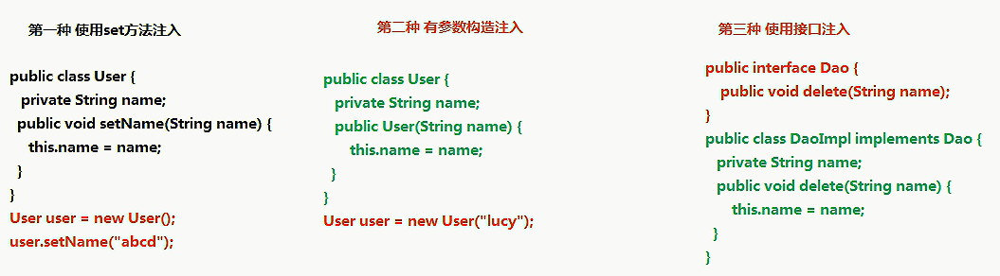 第一种 使用set方法注入
public class User {
private String name;
public void setName(String name) {
this.name = name;
}
}
User user = new User();
user.setName("abcd");
第二种 有参数构造注入
public class User {
private String name;
public User(String name) {
this.name = name;
}
}
User user = new User("lucy");
第三种 使用接口注入
public interface Dao {
public void delete(String name);
}
public class DaoImpl implements Dao {
private String name;
public void delete(String name) {
this.name = name;
}
}